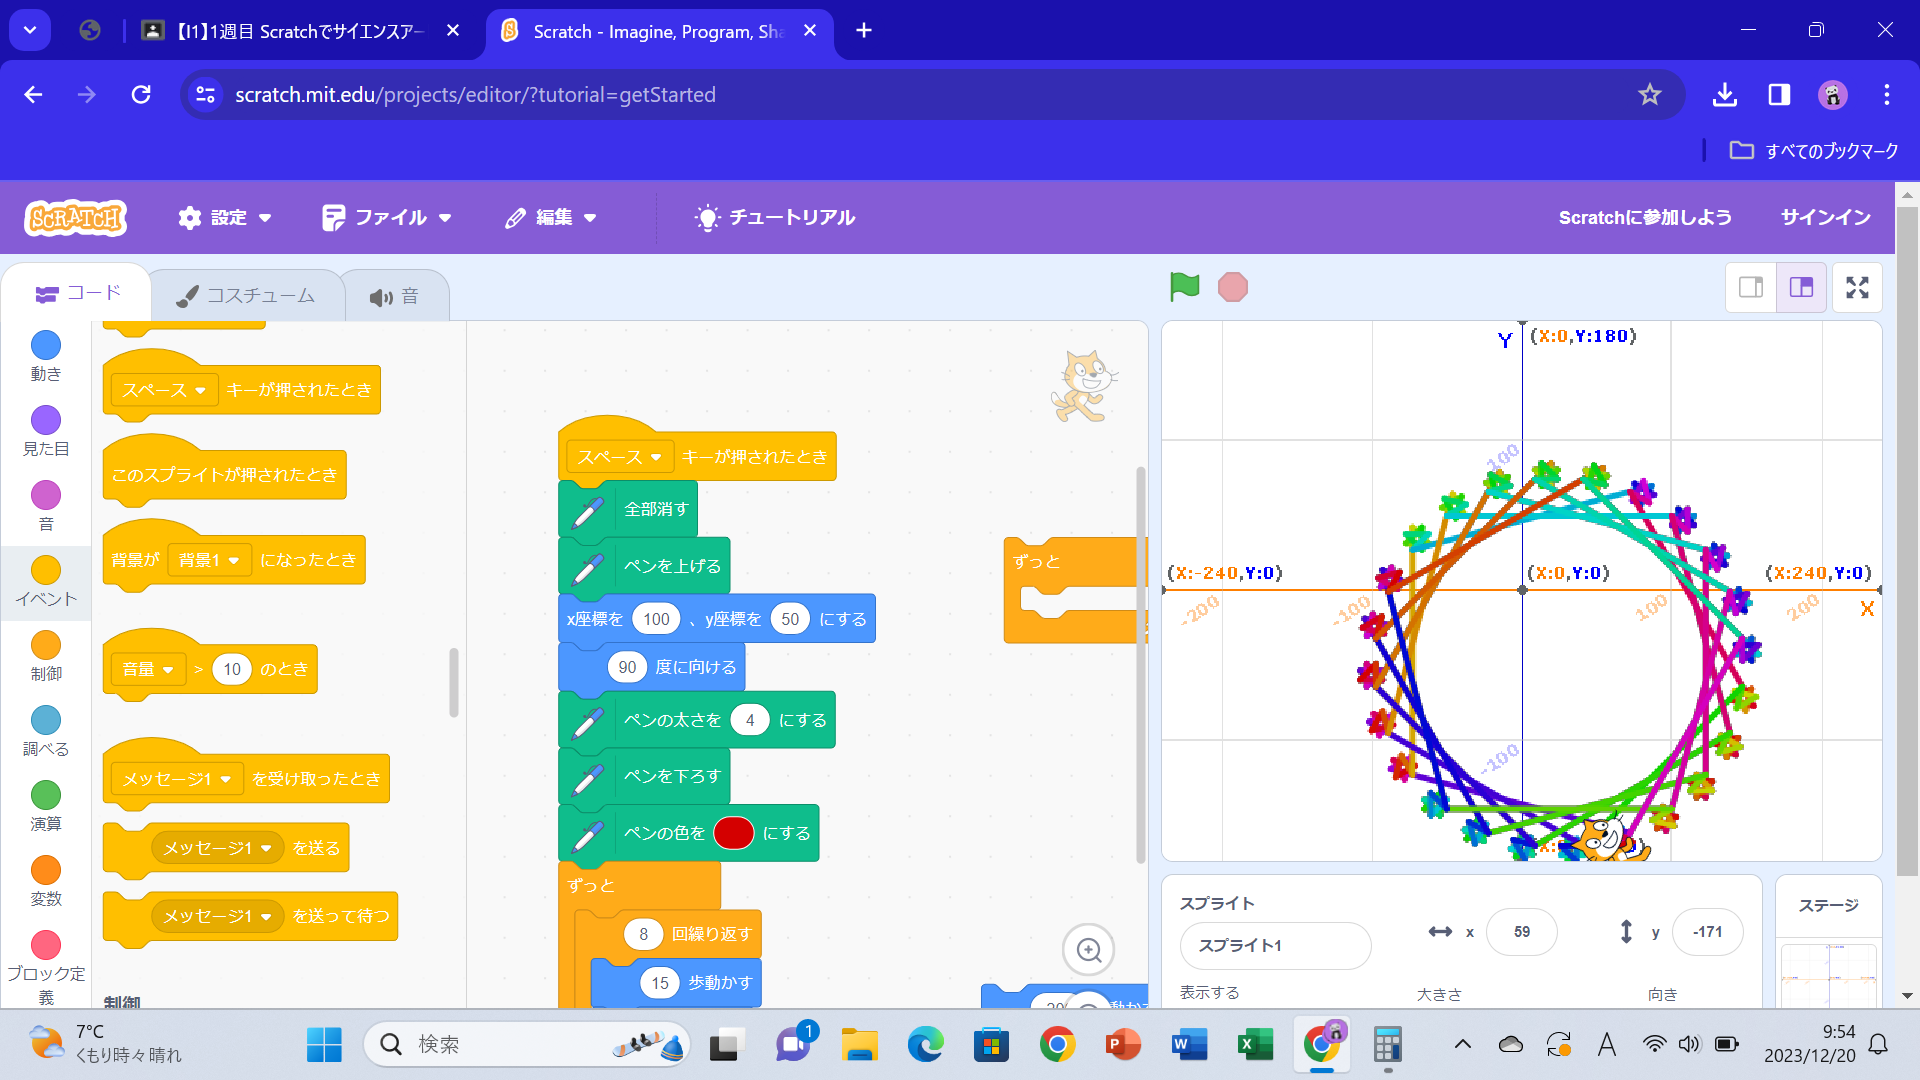 【I1】1週目 Scratchでサイエンスアー
Scratch - Imagine, Program, Sha
scratch.mit.edu/projects/editor/?tutorial=getStarted
すべてのブックマーク
SCRATCH
設定
ファイル
編集
チュートリアル
Scratchに参加しよう
サインイン
コード
コスチューム
音
動き
見た目
音
イベント
制御
調べる
演算
変数
ブロック定
義
スペース キーが押されたとき
このスプライトが押されたとき
背景が 背景1 になったとき
音量 > 10 のとき
メッセージ1 を受け取ったとき
メッセージ1 を送る
メッセージ1 を送って待つ
制御
スペース キーが押されたとき
全部消す
ペンを上げる
x座標を 100 、y座標を 50 にする
90 度に向ける
ペンの太さを 4 にする
ペンを下ろす
ペンの色を にする
ずっと
8 回繰り返す
15 歩動かす
ずっと
Y (X:0,Y:180)
100
(X:-240,Y:0)
(X:0,Y:0)
(X:240,Y:0)
-200
-100
100
200
X
-100
スプライト
スプライト1
x 59
y -171
表示する
大きさ
向き
ステージ
7°C
くもり時々晴れ
検索
1
A
9:54
2023/12/20